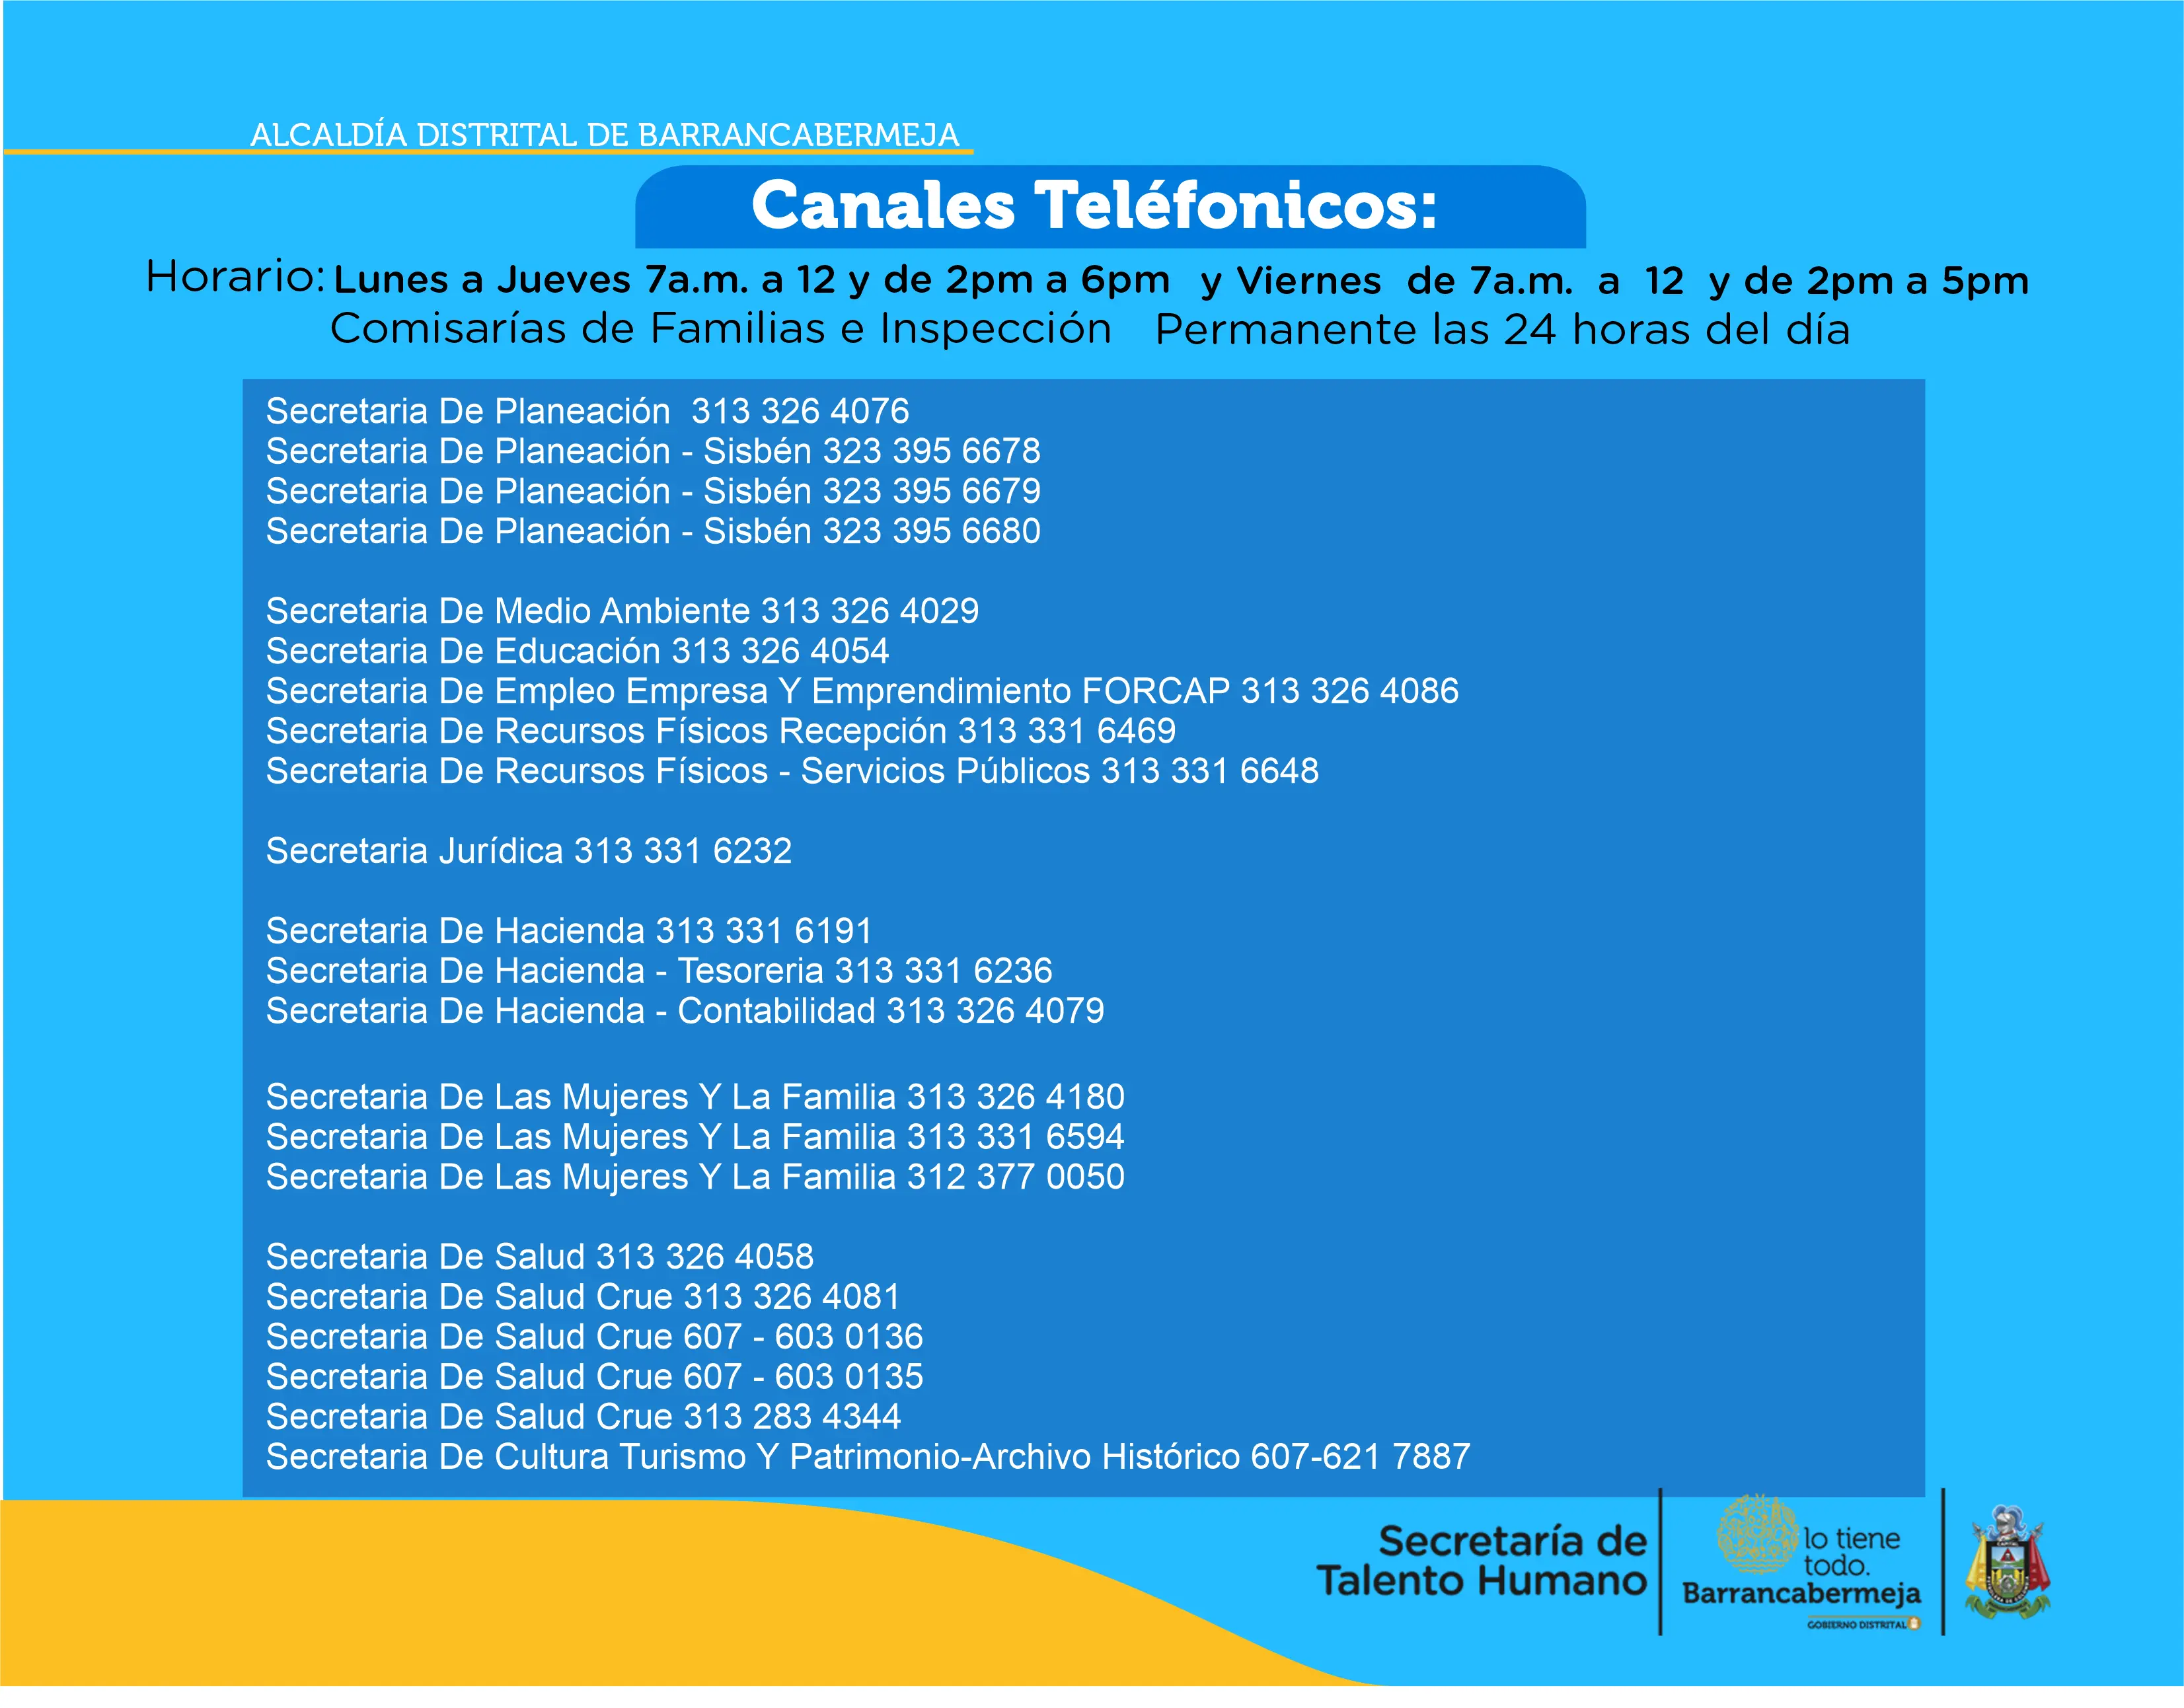 ALCALDÍA DISTRITAL DE BARRANCABERMEJA
Canales Teléfonicos:
Horario: Lunes a Jueves 7a.m. a 12 y de 2pm a 6pm y Viernes de 7a.m. a 12 y de 2pm a 5pm
Comisarías de Familias e Inspección Permanente las 24 horas del día
Secretaria De Planeación 313 326 4076
Secretaria De Planeación - Sisbén 323 395 6678
Secretaria De Planeación - Sisbén 323 395 6679
Secretaria De Planeación - Sisbén 323 395 6680
Secretaria De Medio Ambiente 313 326 4029
Secretaria De Educación 313 326 4054
Secretaria De Empleo Empresa Y Emprendimiento FORCAP 313 326 4086
Secretaria De Recursos Físicos Recepción 313 331 6469
Secretaria De Recursos Físicos - Servicios Públicos 313 331 6648
Secretaria Jurídica 313 331 6232
Secretaria De Hacienda 313 331 6191
Secretaria De Hacienda - Tesoreria 313 331 6236
Secretaria De Hacienda - Contabilidad 313 326 4079
Secretaria De Las Mujeres Y La Familia 313 326 4180
Secretaria De Las Mujeres Y La Familia 313 331 6594
Secretaria De Las Mujeres Y La Familia 312 377 0050
Secretaria De Salud 313 326 4058
Secretaria De Salud Crue 313 326 4081
Secretaria De Salud Crue 607 - 603 0136
Secretaria De Salud Crue 607 - 603 0135
Secretaria De Salud Crue 313 283 4344
Secretaria De Cultura Turismo Y Patrimonio-Archivo Histórico 607-621 7887
Secretaría de
Talento Humano
lo tiene
todo.
Barrancabermeja
GOBIERNO DISTRITAL
CAPITAL